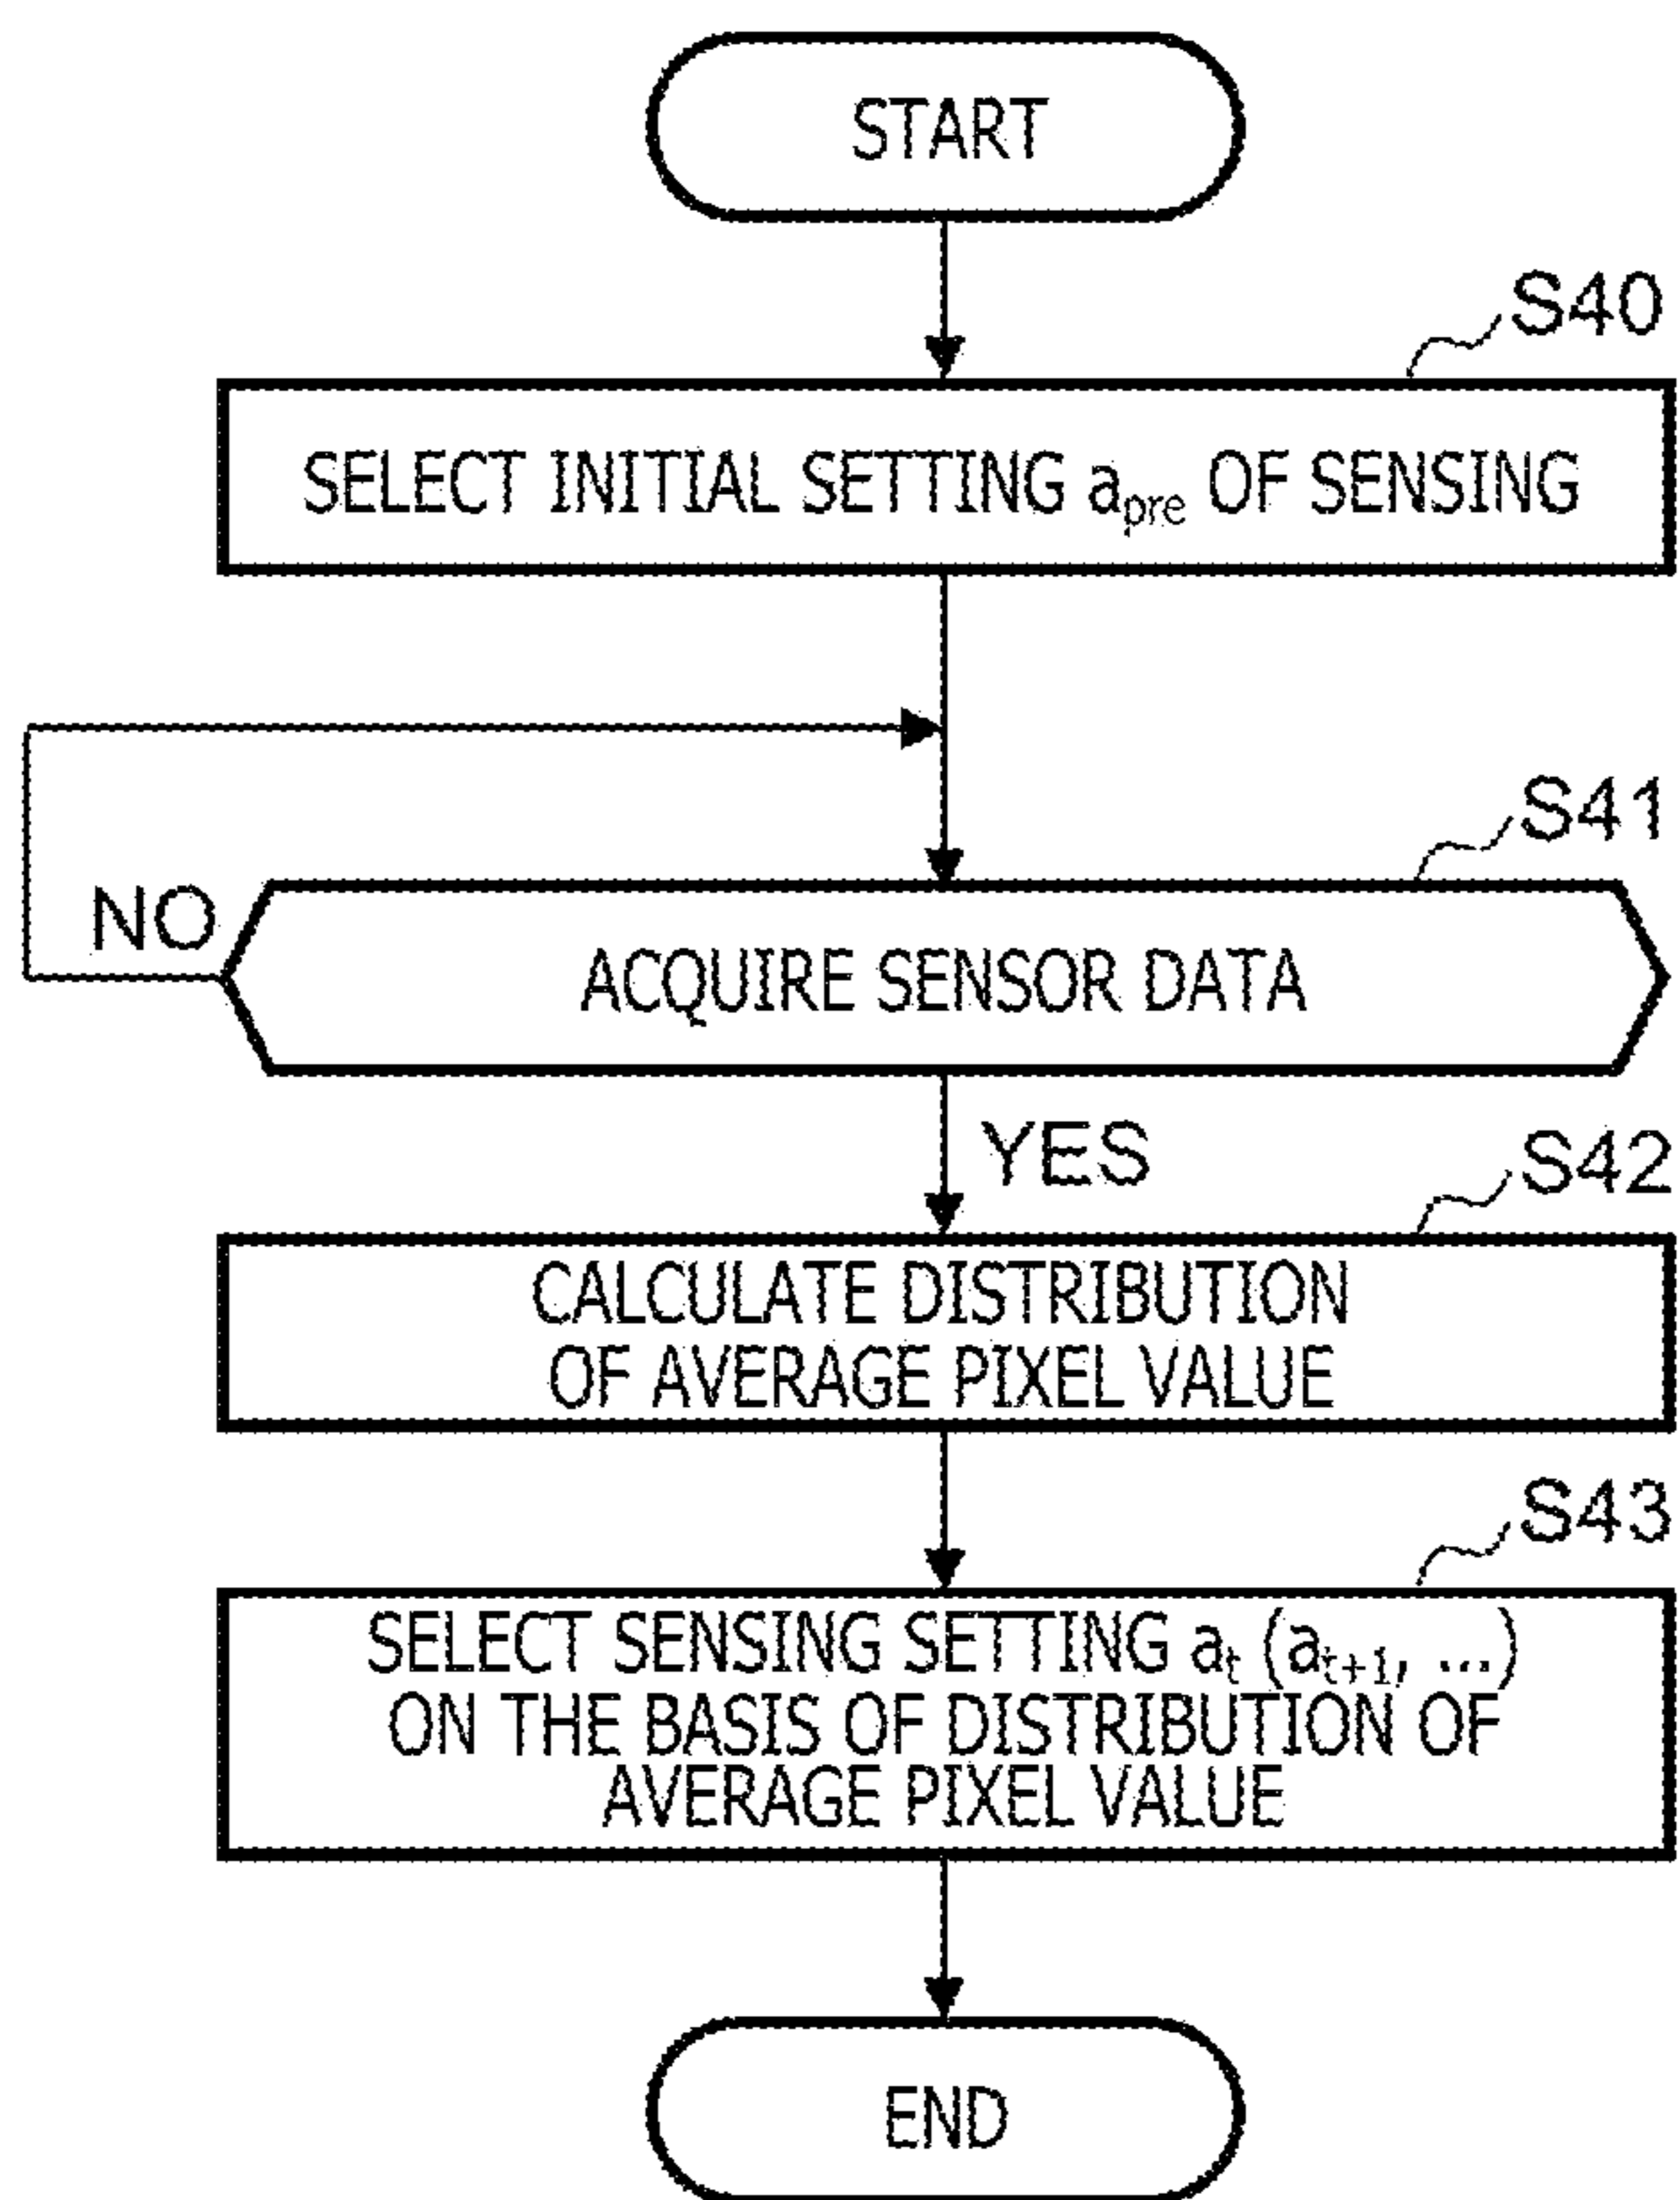 START
S40
SELECT INITIAL SETTING apre OF SENSING
S41
NO
ACQUIRE SENSOR DATA
YES
S42
CALCULATE DISTRIBUTION
OF AVERAGE PIXEL VALUE
S43
SELECT SENSING SETTING at (at+1, ...)
ON THE BASIS OF DISTRIBUTION OF
AVERAGE PIXEL VALUE
END